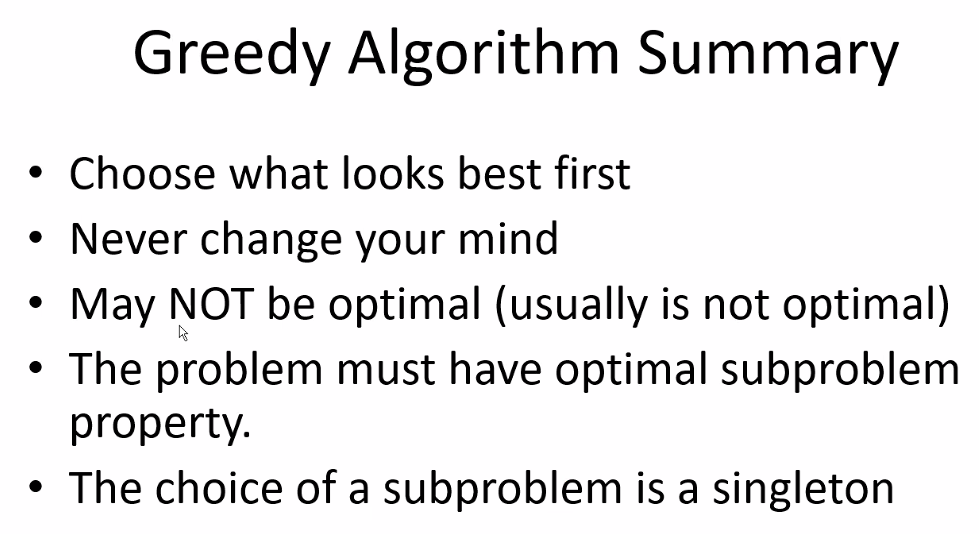 Greedy Algorithm Summary
• Choose what looks best first
• Never change your mind
• May NOT be optimal (usually is not optimal)
• The problem must have optimal subproblem
property.
• The choice of a subproblem is a singleton